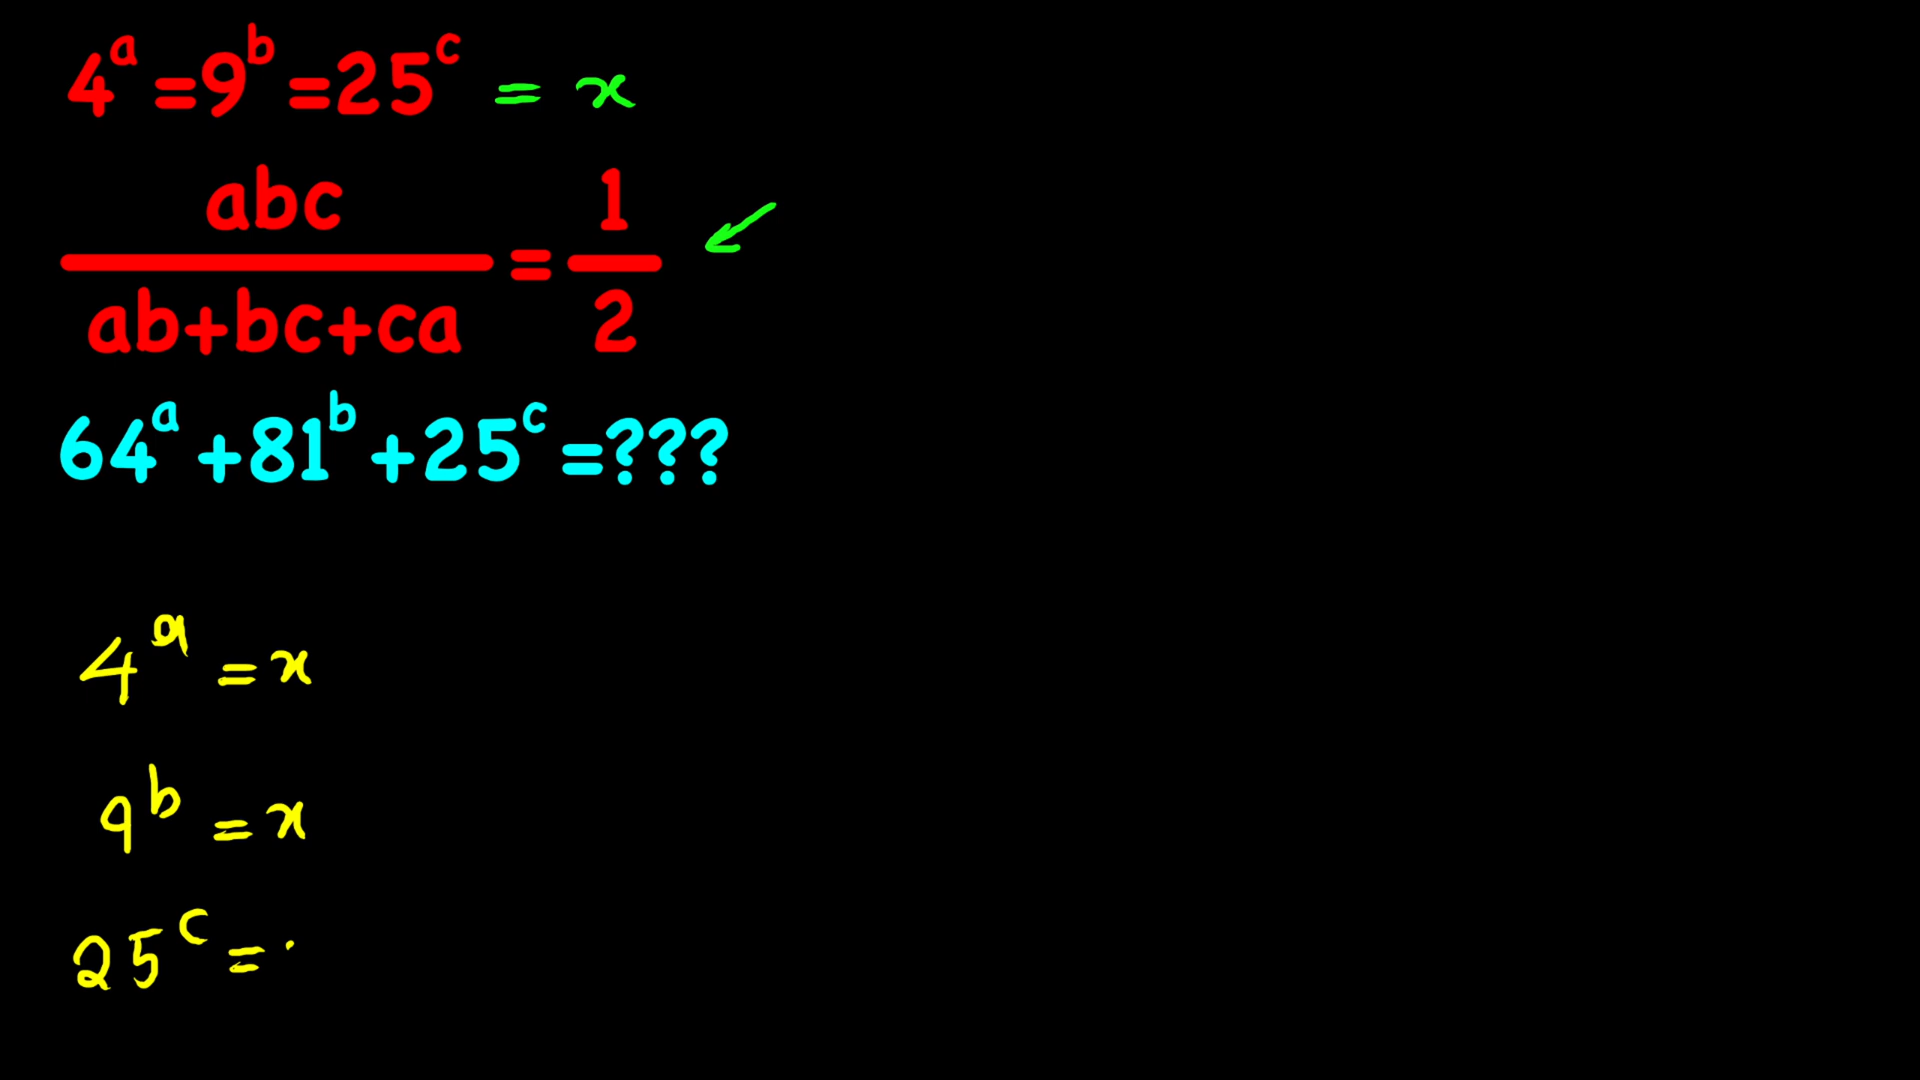 4^a = 9^b = 25^c = x
abc/(ab+bc+ca) = 1/2
64^a + 81^b + 25^c = ???
4^a = x
9^b = x
25^c =